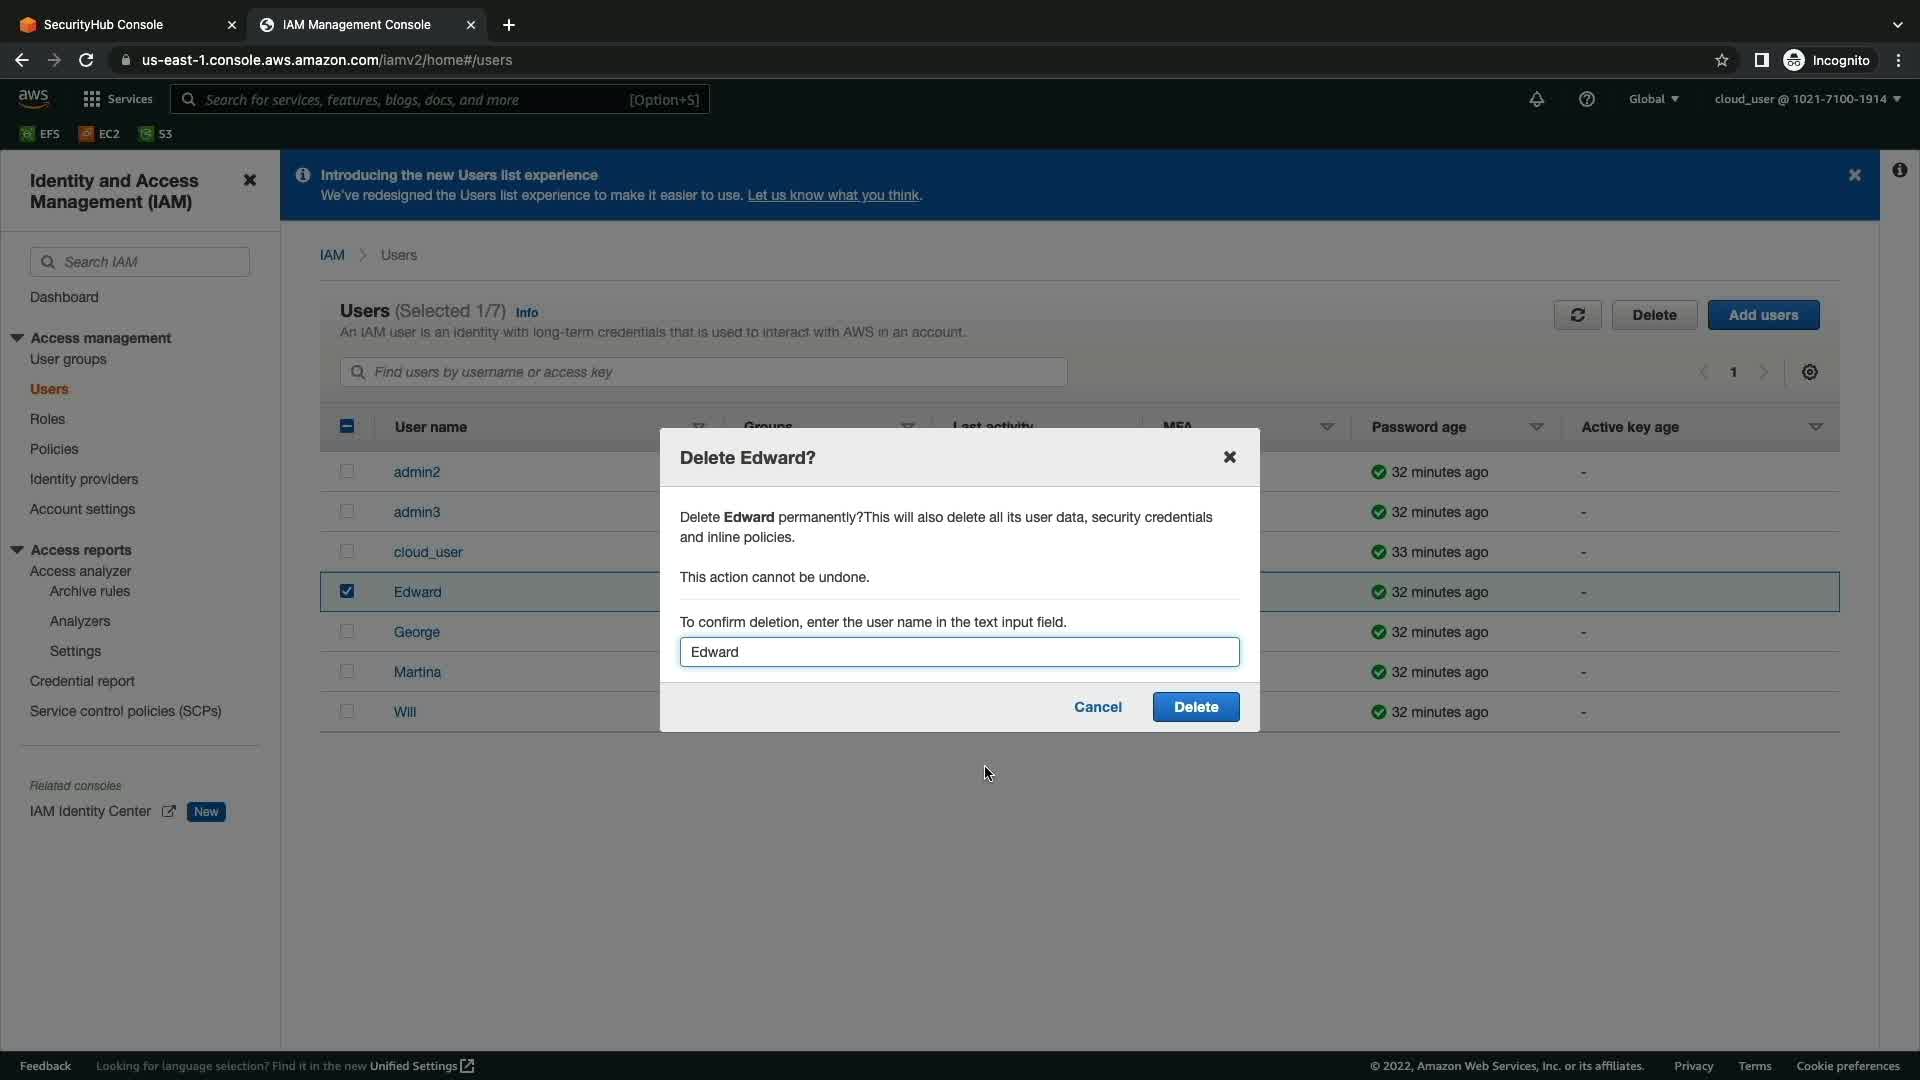 SecurityHub Console
IAM Management Console
us-east-1.console.aws.amazon.com/iamv2/home#/users
Incognito
aws
Services
Search for services, features, blogs, docs, and more
[Option+S]
Global
cloud_user @ 1021-7100-1914
EFS
EC2
S3
Identity and Access
Management (IAM)
Search IAM
Dashboard
Access management
User groups
Users
Roles
Policies
Identity providers
Account settings
Access reports
Access analyzer
Archive rules
Analyzers
Settings
Credential report
Service control policies (SCPs)
Related consoles
IAM Identity Center
New
Introducing the new Users list experience
We've redesigned the Users list experience to make it easier to use. Let us know what you think.
IAM
Users
Users (Selected 1/7) Info
An IAM user is an identity with long-term credentials that is used to interact with AWS in an account.
Delete
Add users
Find users by username or access key
1
User name
Groups
Last activity
MFA
Password age
Active key age
admin2
32 minutes ago
-
admin3
32 minutes ago
-
cloud_user
33 minutes ago
-
Edward
32 minutes ago
-
George
32 minutes ago
-
Martina
32 minutes ago
-
Will
32 minutes ago
-
Delete Edward?
Delete Edward permanently?This will also delete all its user data, security credentials
and inline policies.
This action cannot be undone.
To confirm deletion, enter the user name in the text input field.
Edward
Cancel
Delete
Feedback
Looking for language selection? Find it in the new Unified Settings
© 2022, Amazon Web Services, Inc. or its affiliates.
Privacy
Terms
Cookie preferences